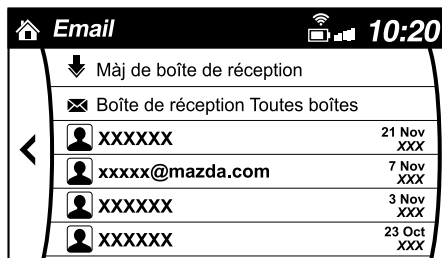 Email 10:20
Màj de boîte de réception
Boîte de réception Toutes boîtes
XXXXXX 21 Nov
XXX
xxxxx@mazda.com 7 Nov
XXX
XXXXXX 3 Nov
XXX
XXXXXX 23 Oct
XXX